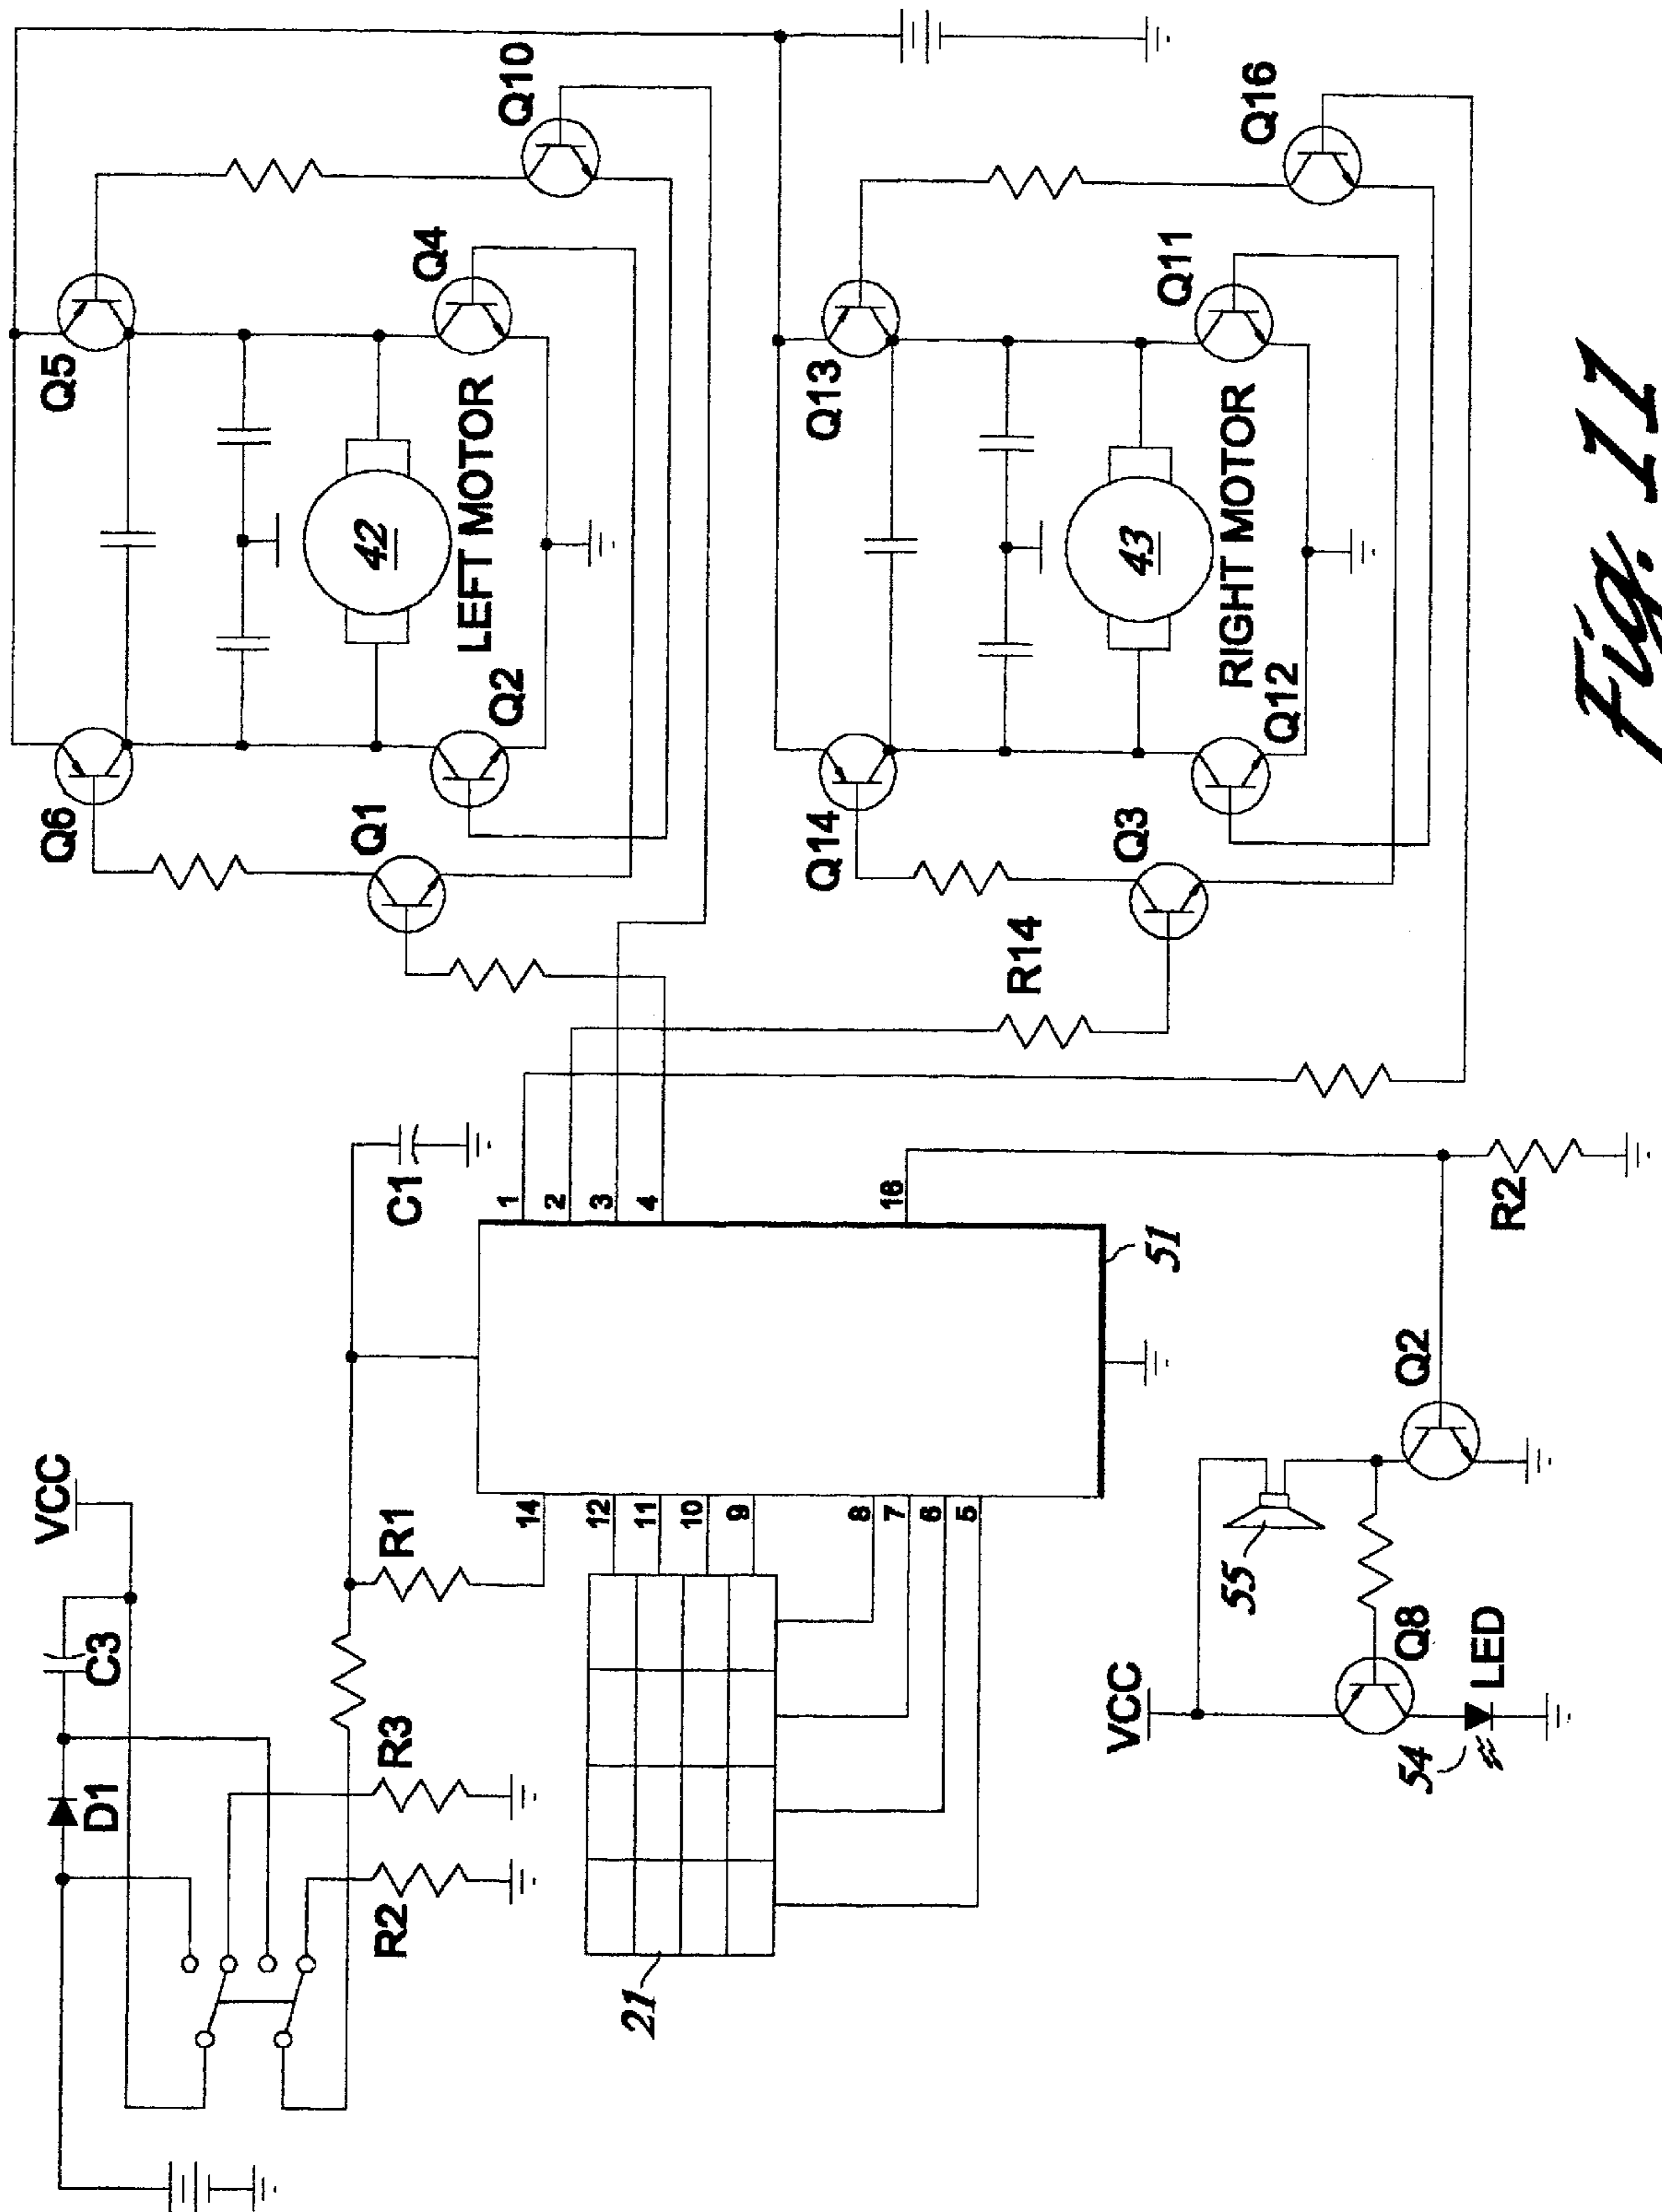 VCC
D1
C3
R2
R3
R1
C1
14
12
11
10
9
8
7
6
5
1
2
3
4
16
21
51
Q6
Q5
Q1
Q2
Q4
Q10
42
LEFT MOTOR
Q14
Q13
R14
Q3
Q12
Q11
Q16
43
RIGHT MOTOR
VCC
55
Q8
Q2
R2
54
LED
Fig. 11